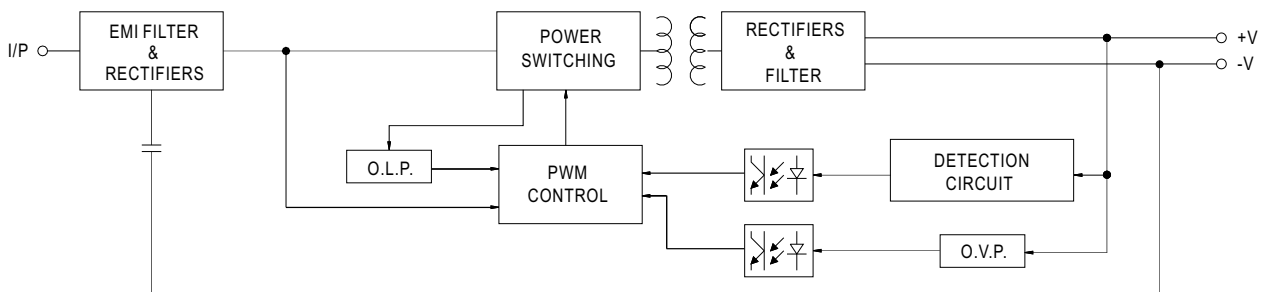 I/P
EMI FILTER
&
RECTIFIERS
POWER
SWITCHING
RECTIFIERS
&
FILTER
+V
-V
O.L.P.
PWM
CONTROL
DETECTION
CIRCUIT
O.V.P.